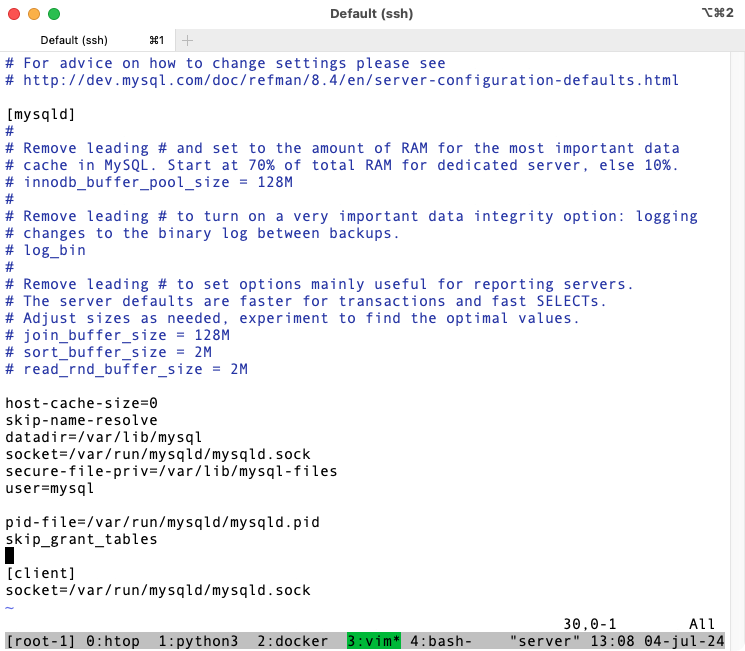 Default (ssh)
⌥⌘2
Default (ssh) ⌘1
# For advice on how to change settings please see
# http://dev.mysql.com/doc/refman/8.4/en/server-configuration-defaults.html
[mysqld]
#
# Remove leading # and set to the amount of RAM for the most important data
# cache in MySQL. Start at 70% of total RAM for dedicated server, else 10%.
# innodb_buffer_pool_size = 128M
#
# Remove leading # to turn on a very important data integrity option: logging
# changes to the binary log between backups.
# log_bin
#
# Remove leading # to set options mainly useful for reporting servers.
# The server defaults are faster for transactions and fast SELECTs.
# Adjust sizes as needed, experiment to find the optimal values.
# join_buffer_size = 128M
# sort_buffer_size = 2M
# read_rnd_buffer_size = 2M
host-cache-size=0
skip-name-resolve
datadir=/var/lib/mysql
socket=/var/run/mysqld/mysqld.sock
secure-file-priv=/var/lib/mysql-files
user=mysql
pid-file=/var/run/mysqld/mysqld.pid
skip_grant_tables
[client]
socket=/var/run/mysqld/mysqld.sock
~
30,0-1 All
[root-1] 0:htop 1:python3 2:docker 3:vim* 4:bash- "server" 13:08 04-jul-24